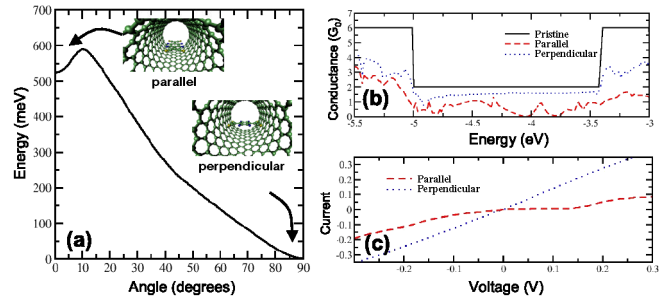 (a)
700
600
500
400
300
200
100
0
Energy (meV)
0 10 20 30 40 50 60 70 80 90
Angle (degrees)
parallel
perpendicular
(b)
7
6
5
4
3
2
1
0
Conductance (G0)
-5.5 -5 -4.5 -4 -3.5 -3
Energy (eV)
Pristine
Parallel
Perpendicular
(c)
0.3
0.2
0.1
0
-0.1
-0.2
-0.3
Current
-0.2 -0.1 0 0.1 0.2 0.3
Voltage (V)
Parallel
Perpendicular